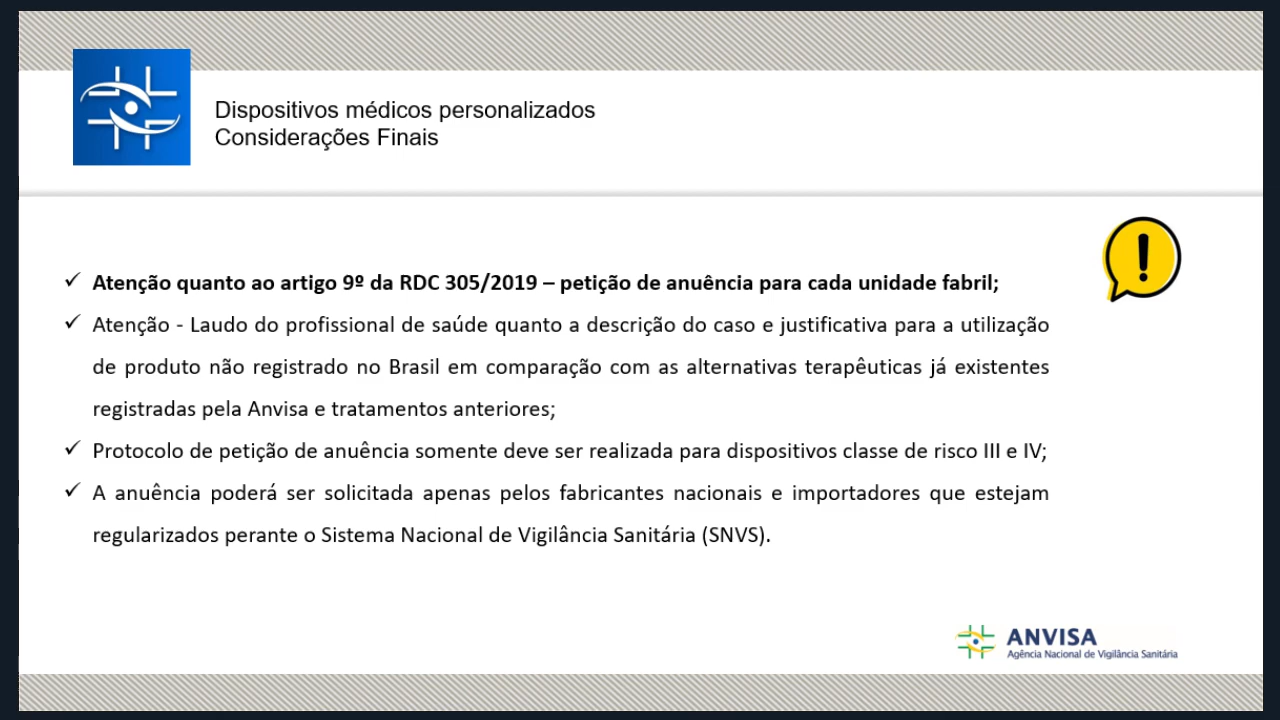 Dispositivos médicos personalizados
Considerações Finais
Atenção quanto ao artigo 9º da RDC 305/2019 – petição de anuência para cada unidade fabril;
Atenção - Laudo do profissional de saúde quanto a descrição do caso e justificativa para a utilização
de produto não registrado no Brasil em comparação com as alternativas terapêuticas já existentes
registradas pela Anvisa e tratamentos anteriores;
Protocolo de petição de anuência somente deve ser realizada para dispositivos classe de risco III e IV;
A anuência poderá ser solicitada apenas pelos fabricantes nacionais e importadores que estejam
regularizados perante o Sistema Nacional de Vigilância Sanitária (SNVS).
ANVISA
Agência Nacional de Vigilância Sanitária